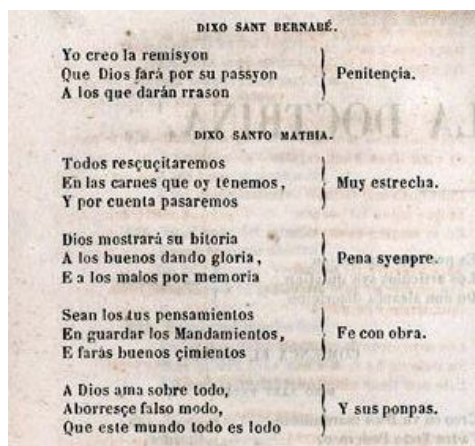 DIXO SANT BERNABÉ.
Yo creo la remisyon
Que Dios fará por su passyon
A los que darán rrason
Penitençia.
DIXO SANTO MATHIA.
Todos resçuçitaremos
En las carnes que oy tenemos,
Y por cuenta pasaremos
Muy estrecha.
Dios mostrará su bitoria
A los buenos dando gloria,
E a los malos por memoria
Pena syenpre.
Sean los tus pensamientos
En guardar los Mandamientos,
E farás buenos çimientos
Fe con obra.
A Dios ama sobre todo,
Aborresçe falso modo,
Que este mundo todo es lodo
Y sus ponpas.